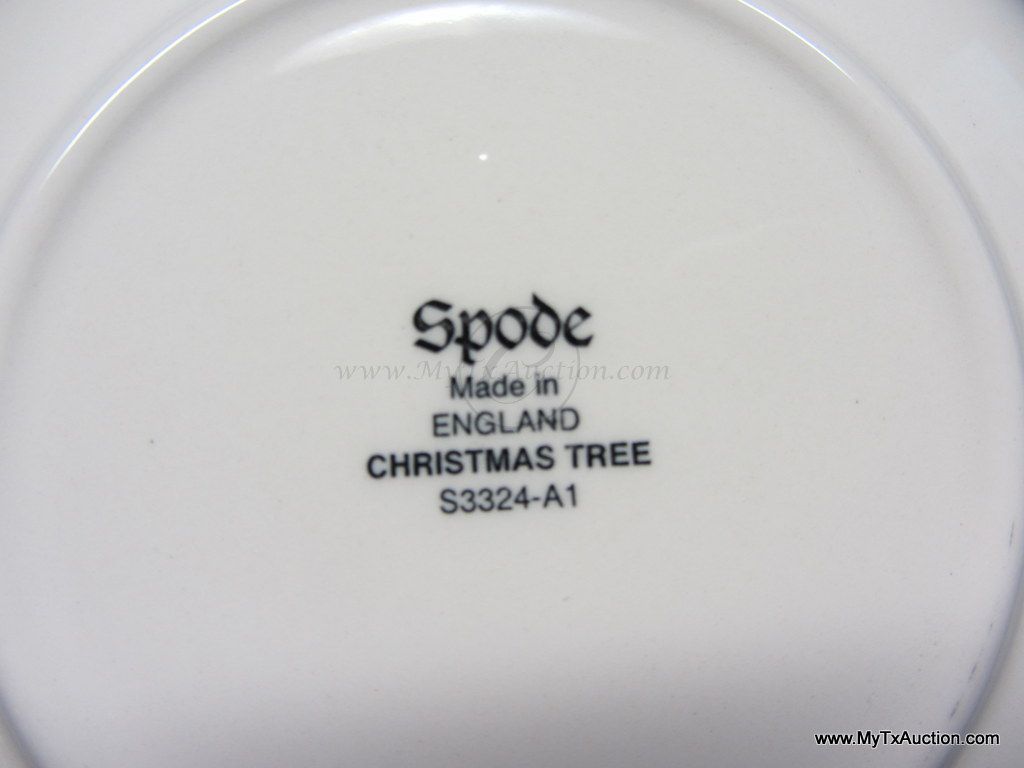 Spode
www.MyTxAuction.com
Made in
ENGLAND
CHRISTMAS TREE
S3324-A1
www.MyTxAuction.com